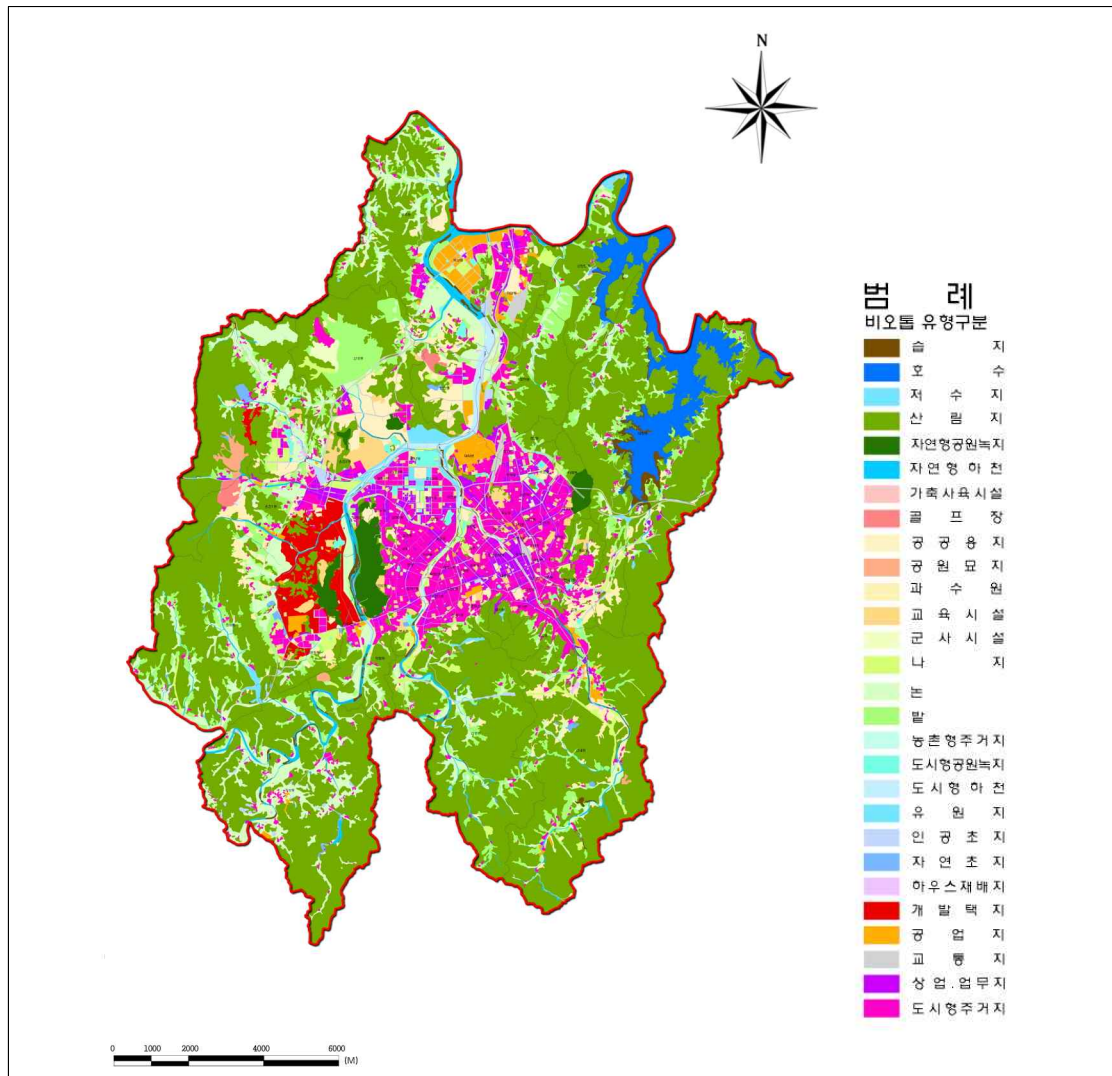 N
범 례
비오톱 유형구분
습 지
호 수
저 수 지
산 림 지
자연형공원녹지
자 연 형 하 천
가축사육시설
골 프 장
공 공 용 지
공 원 묘 지
과 수 원
교 육 시 설
군 사 시 설
나 지
논
밭
농촌형주거지
도시형공원녹지
도 시 형 하 천
유 원 지
인 공 초 지
자 연 초 지
하우스재배지
개 발 택 지
공 업 지
교 통 지
상 업 . 업 무 지
도 시 형 주 거 지
0 1000 2000 4000 6000
(M)